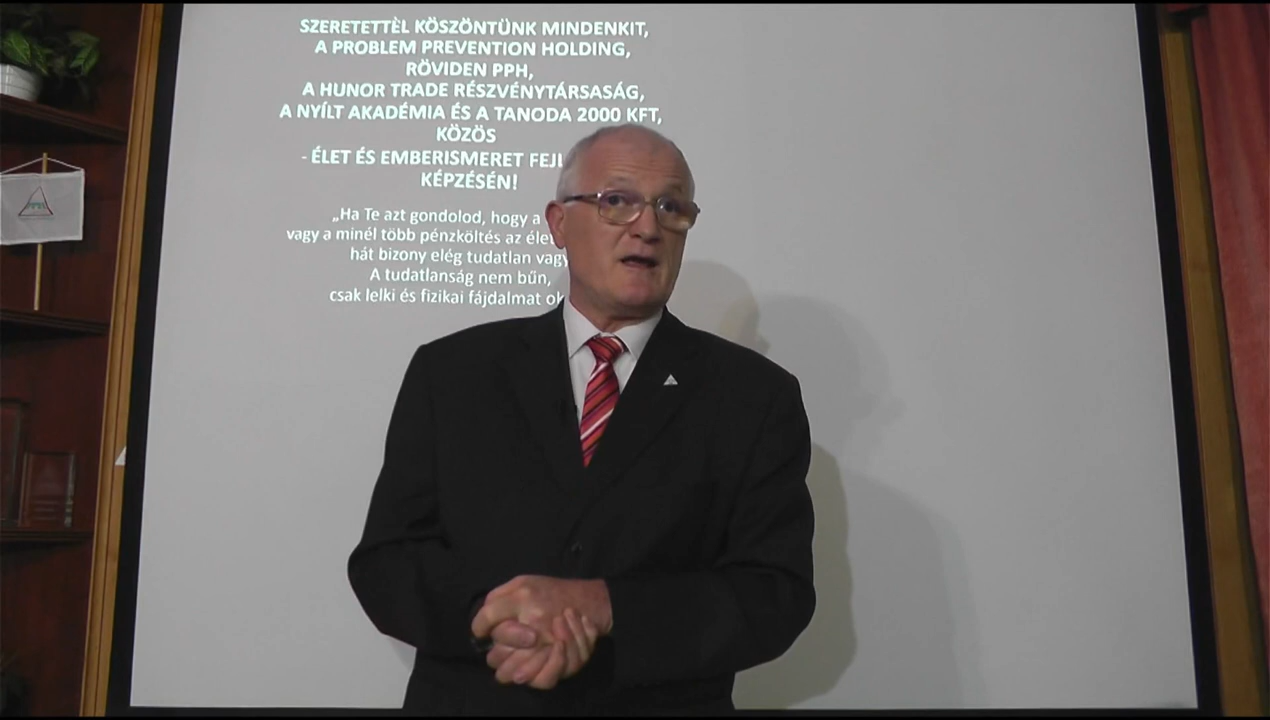 SZERETETTÈL KÖSZÖNTÜNK MINDENKIT,
A PROBLEM PREVENTION HOLDING,
RÖVIDEN PPH,
A HUNOR TRADE RÉSZVÉNYTÁRSASÁG,
A NYÍLT AKADÉMIA ÉS A TANODA 2000 KFT,
KÖZÖS
- ÉLET ÉS EMBERISMERET
KÉPZÉSÉN!
„Ha Te azt gondolod, hogy a
vagy a minél több pénzköltés az
hát bizony elég tudatlan vagy
A tudatlanság nem bűn,
csak lelki és fizikai fájdalmat